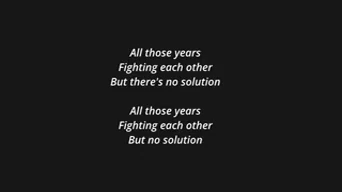 All those years
Fighting each other
But there's no solution
All those years
Fighting each other
But no solution